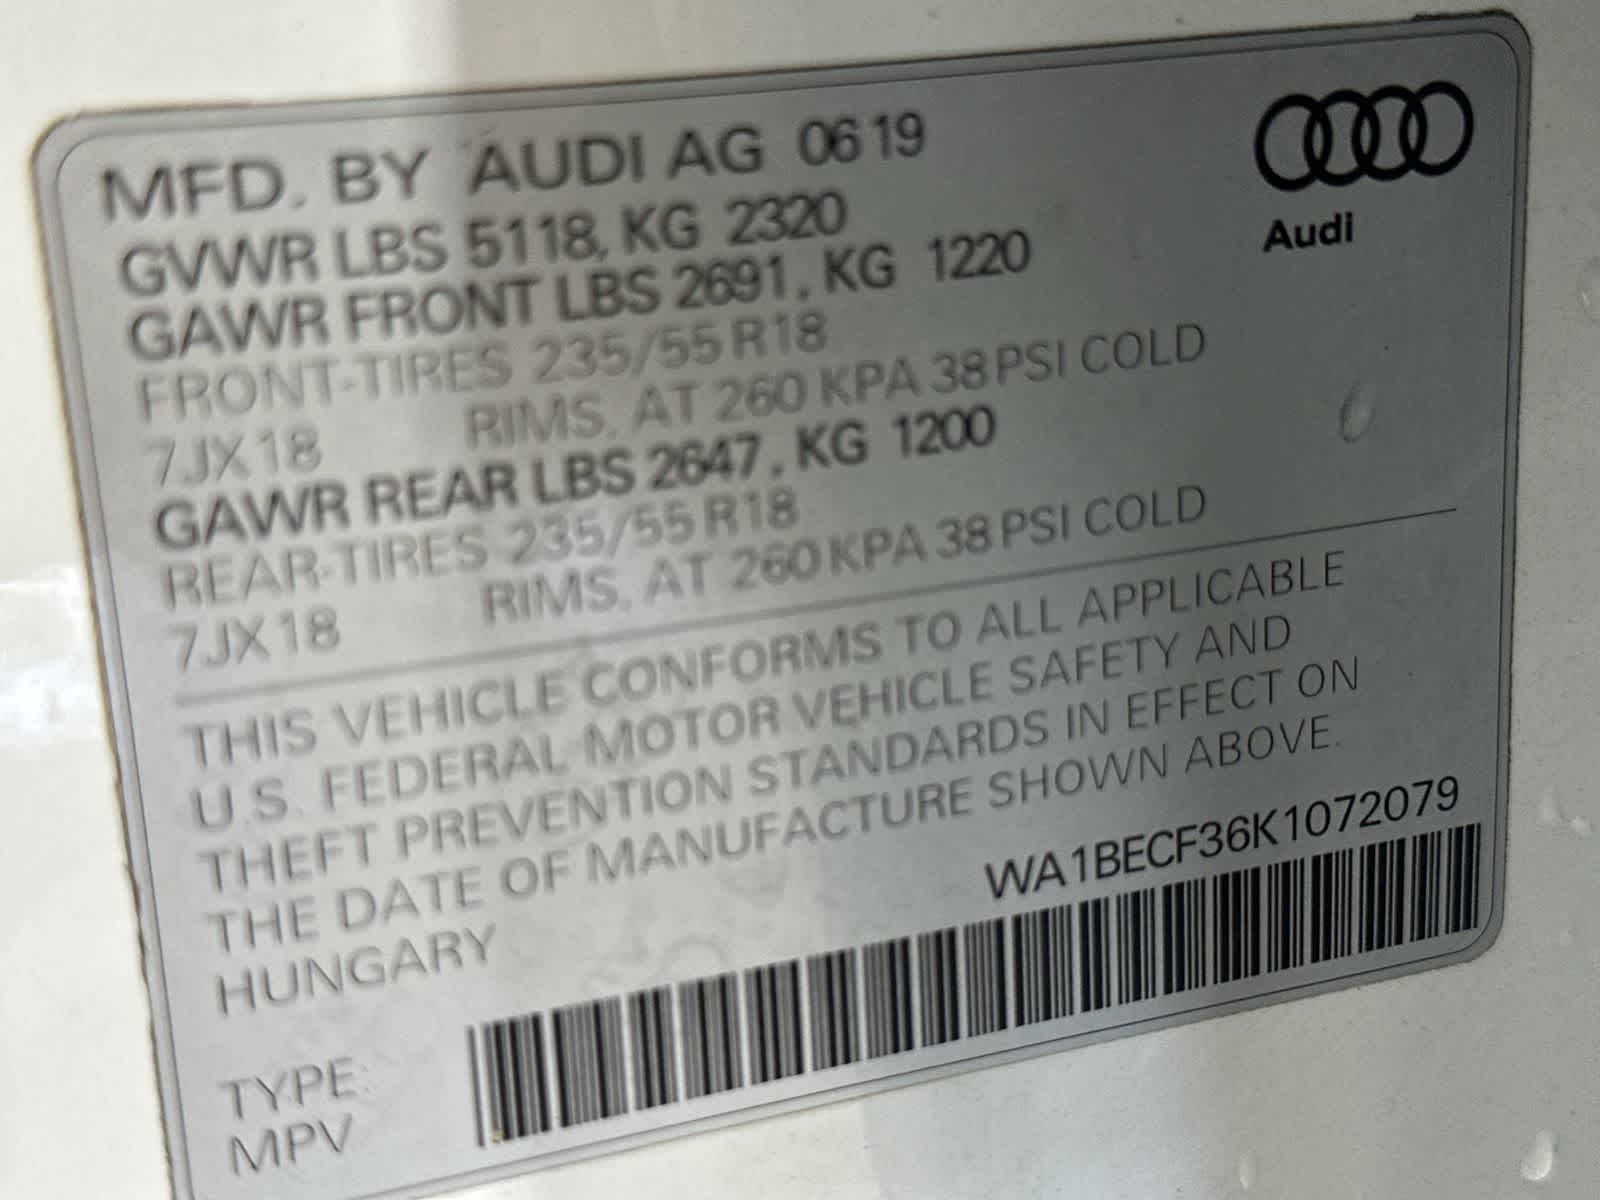 MFD. BY AUDI AG 0619
GVWR LBS 5118, KG 2320
GAWR FRONT LBS 2691, KG 1220
FRONT-TIRES 235/55 R18
7JX18 RIMS, AT 260 KPA 38 PSI COLD
GAWR REAR LBS 2647, KG 1200
REAR-TIRES 235/55 R18
7JX18 RIMS, AT 260 KPA 38 PSI COLD
THIS VEHICLE CONFORMS TO ALL APPLICABLE
U.S. FEDERAL MOTOR VEHICLE SAFETY AND
THEFT PREVENTION STANDARDS IN EFFECT ON
THE DATE OF MANUFACTURE SHOWN ABOVE.
HUNGARY
WA1BECF36K1072079
TYPE:
MPV
Audi